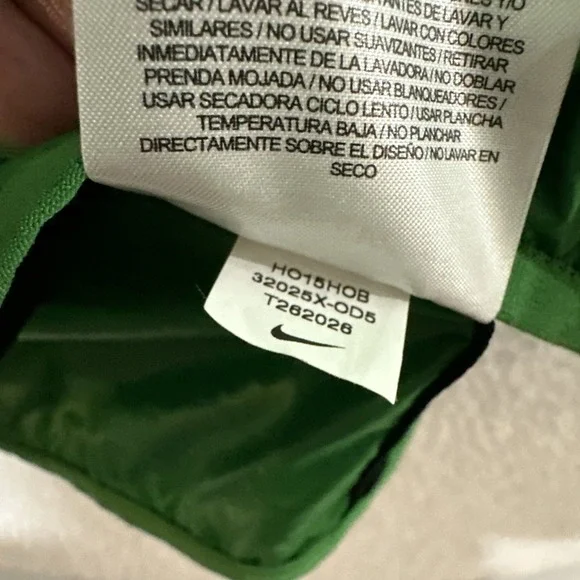 Y/O
SECAR / LAVAR AL REVES / LAVAR CON COLORES
SIMILARES / NO USAR SUAVIZANTES / RETIRAR
INMEDIATAMENTE DE LA LAVADORA / NO DOBLAR
PRENDA MOJADA / NO USAR BLANQUEADORES /
USAR SECADORA CICLO LENTO / USAR PLANCHA
TEMPERATURA BAJA / NO PLANCHAR
DIRECTAMENTE SOBRE EL DISEÑO / NO LAVAR EN
SECO
HO15HOB
32025X-OD5
T262026